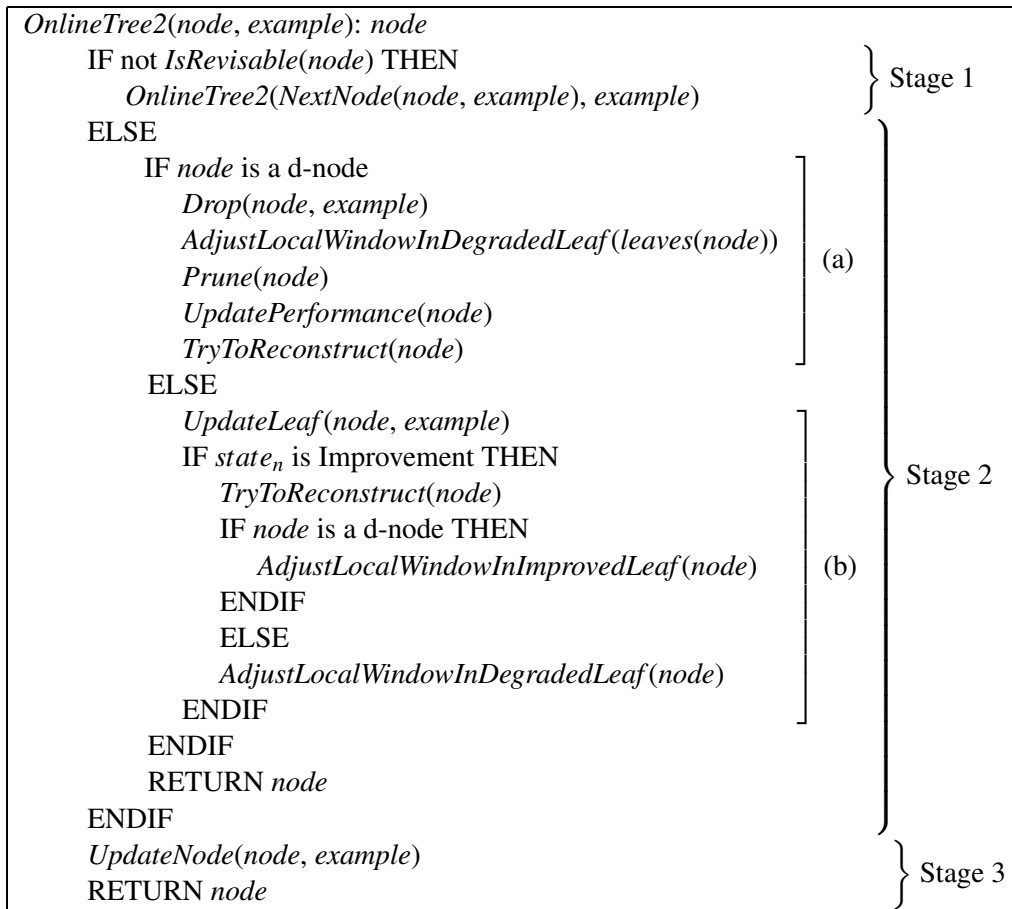 OnlineTree2(node, example): node
IF not IsRevisable(node) THEN
OnlineTree2(NextNode(node, example), example)
Stage 1
ELSE
IF node is a d-node
Drop(node, example)
AdjustLocalWindowInDegradedLeaf(leaves(node))
Prune(node)
UpdatePerformance(node)
TryToReconstruct(node)
(a)
ELSE
UpdateLeaf(node, example)
IF state_n is Improvement THEN
TryToReconstruct(node)
IF node is a d-node THEN
AdjustLocalWindowInImprovedLeaf(node)
ENDIF
ELSE
AdjustLocalWindowInDegradedLeaf(node)
ENDIF
(b)
ENDIF
RETURN node
ENDIF
Stage 2
UpdateNode(node, example)
RETURN node
Stage 3